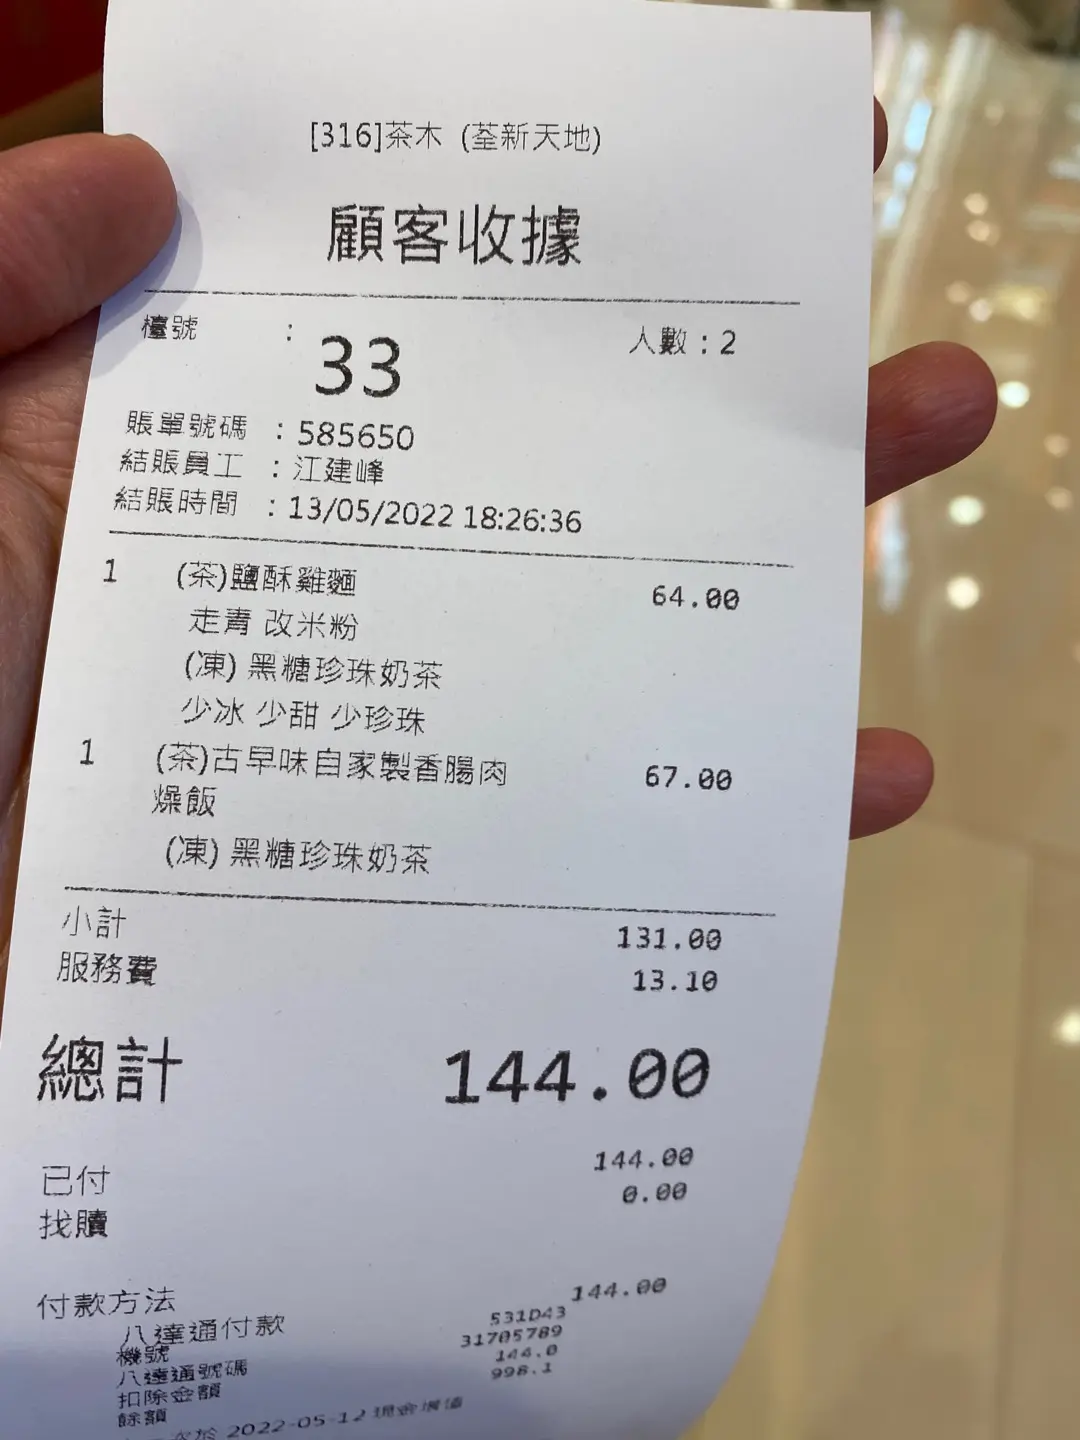 [316]茶木 (荃新天地)
顧客收據
檯號 : 33 人數：2
賬單號碼 : 585650
結賬員工 : 江建峰
結賬時間 : 13/05/2022 18:26:36
1 (茶)鹽酥雞麵 64.00
走青 改米粉
(凍) 黑糖珍珠奶茶
少冰 少甜 少珍珠
1 (茶)古早味自家製香腸肉 67.00
燥飯
(凍) 黑糖珍珠奶茶
小計 131.00
服務費 13.10
總計 144.00
已付 144.00
找贖 0.00
付款方法
八達通付款 144.00
機號 531D43
八達通號碼 31705789
扣除金額 144.0
餘額 998.1
2022-05-12 現金增值